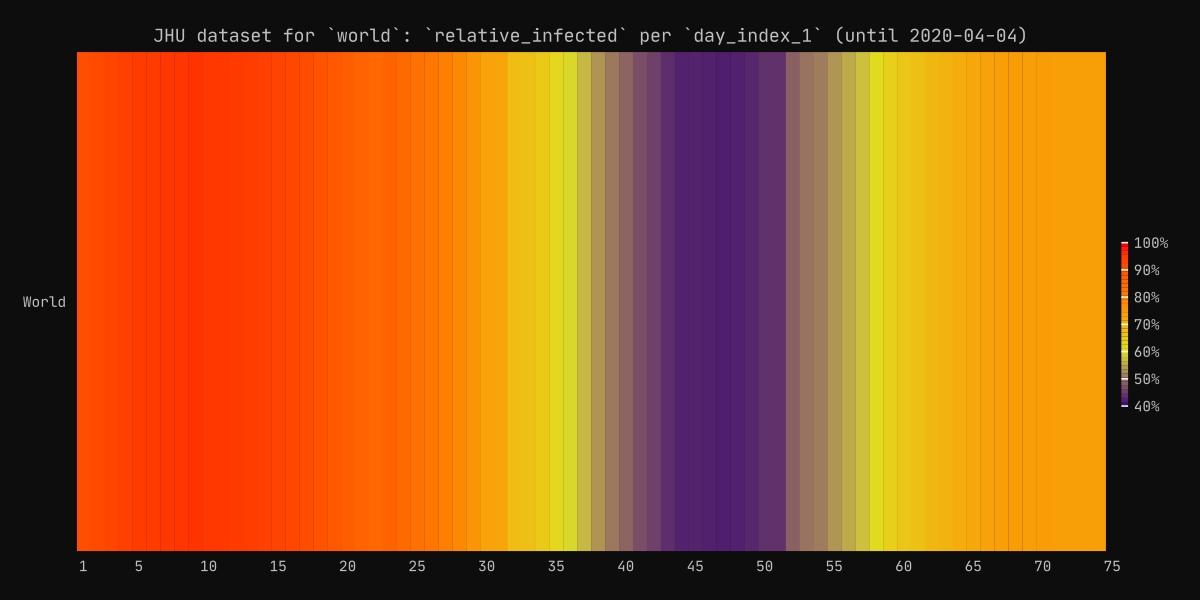 JHU dataset for `world`: `relative_infected` per `day_index_1` (until 2020-04-04)
World
100%
90%
80%
70%
60%
50%
40%
1 5 10 15 20 25 30 35 40 45 50 55 60 65 70 75